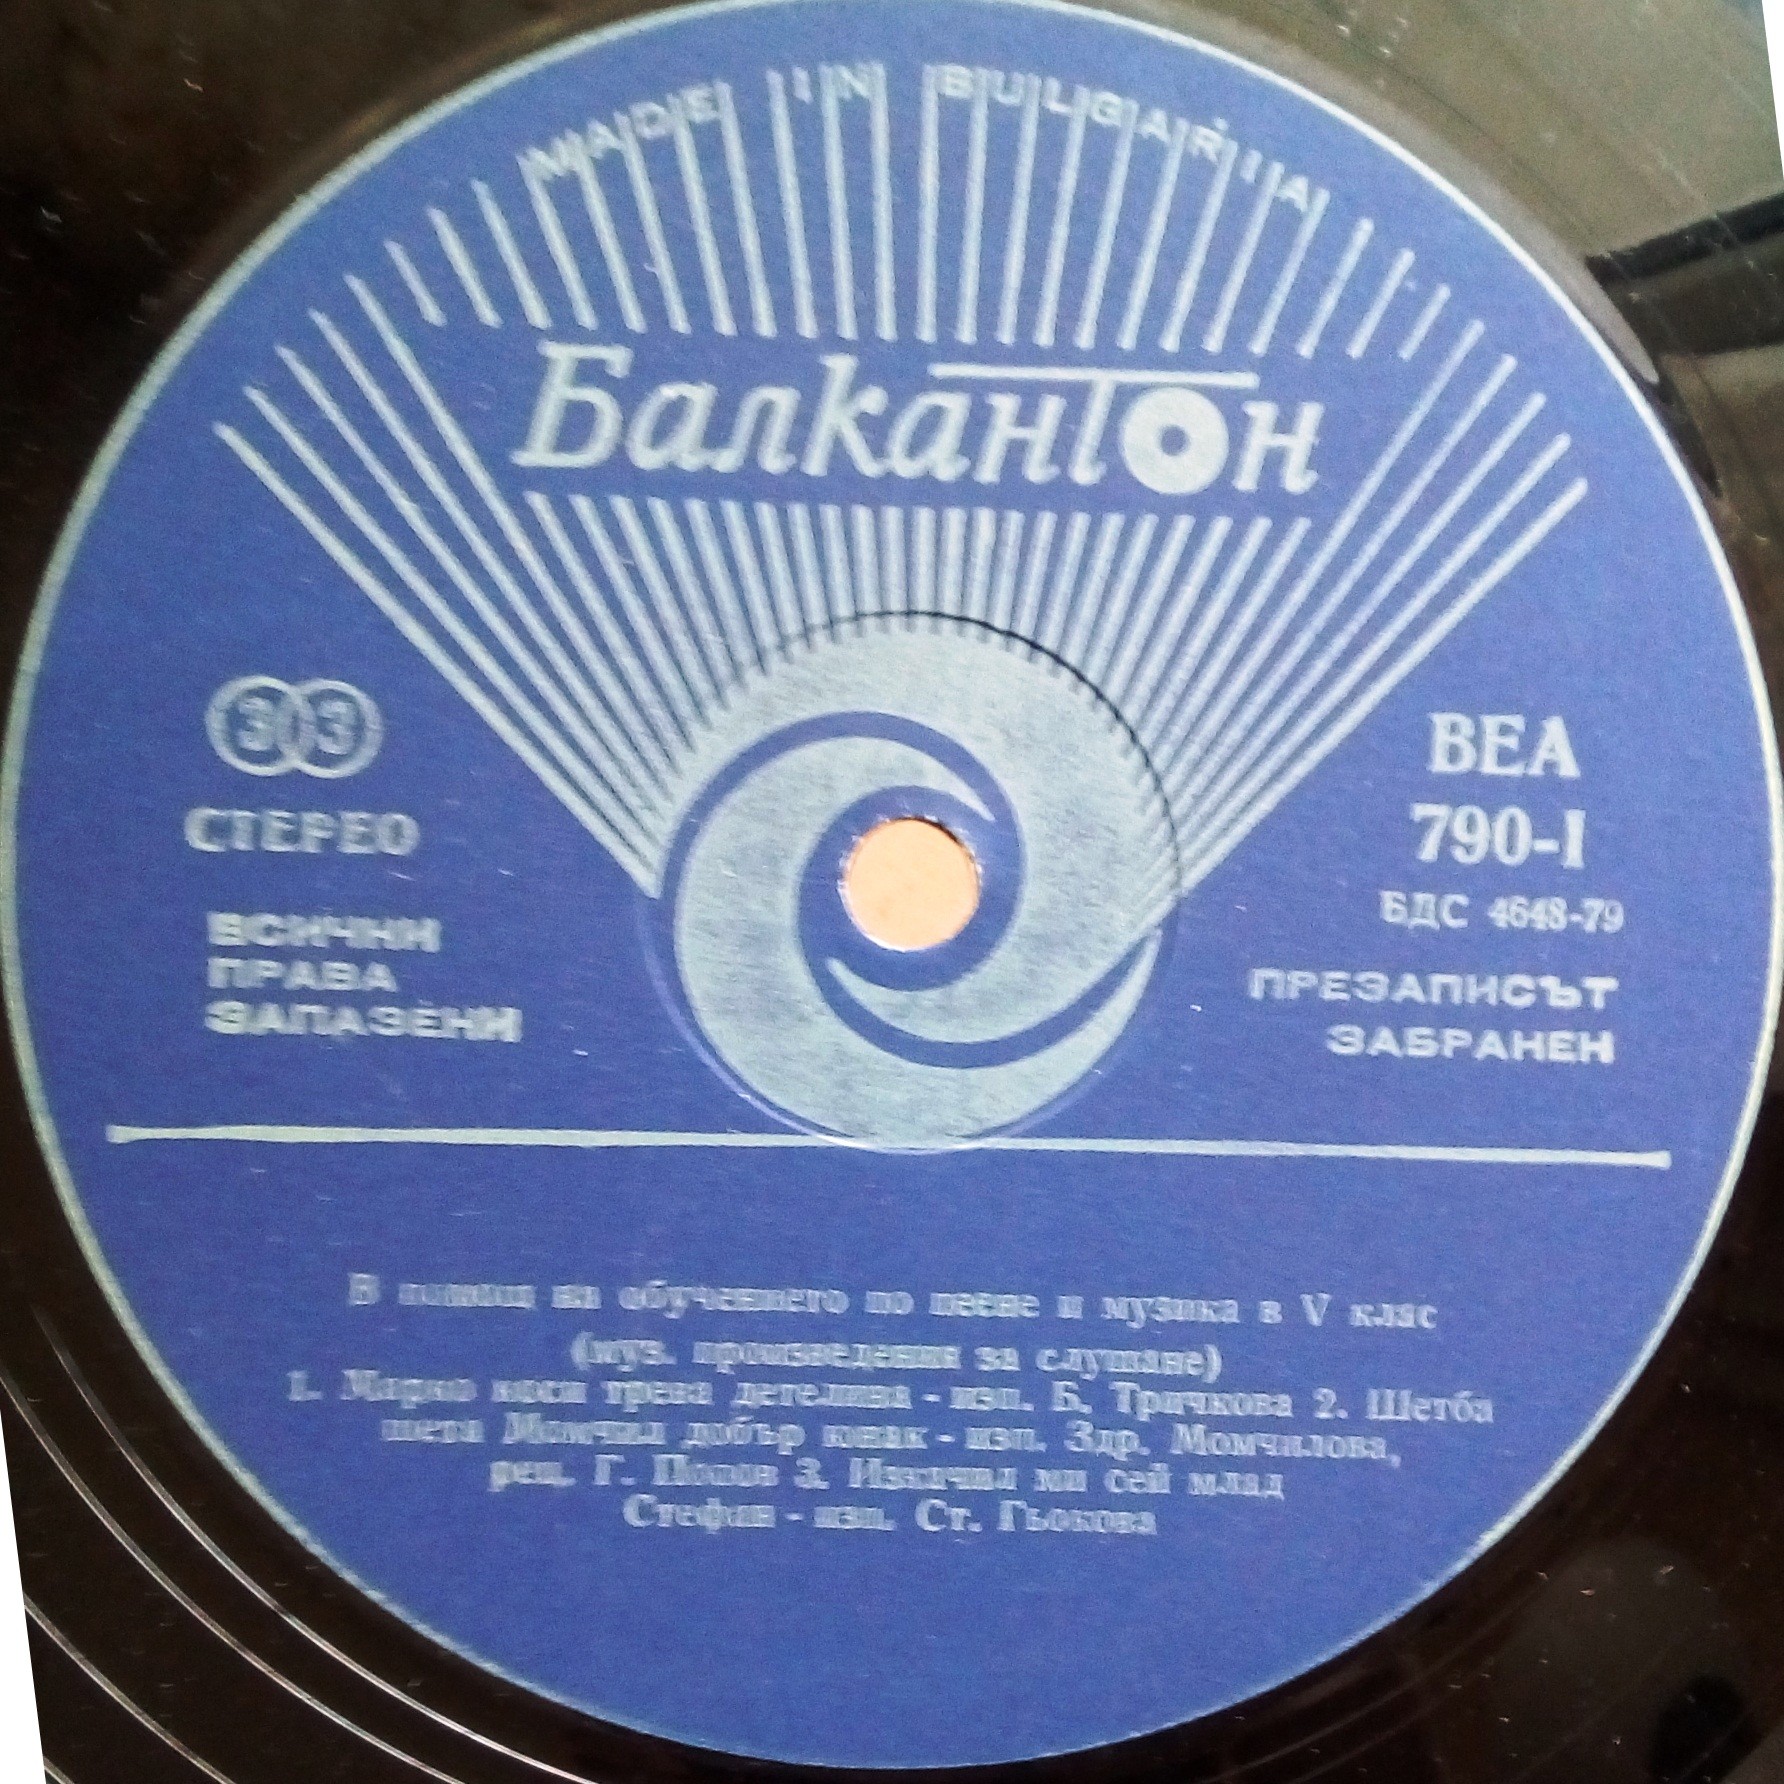 MADE IN BULGARIA
Балкантон
33
СТЕРЕО
ВСИЧКИ
ПРАВА
ЗАПАЗЕНИ
ВЕА
790-I
БДС 4648-79
ПРЕЗАПИСЪТ
ЗАБРАНЕН
В помощ на обучението по пеене и музика в V клас
(муз. произведения за слушане)
1. Марко коси трева детелина - изп. Б. Тричкова 2. Шетба
шета Момчил добър юнак - изп. Здр. Момчилова,
рец. Г. Попов 3. Изкачил ми сей млад
Стефан - изп. Ст. Гьокова